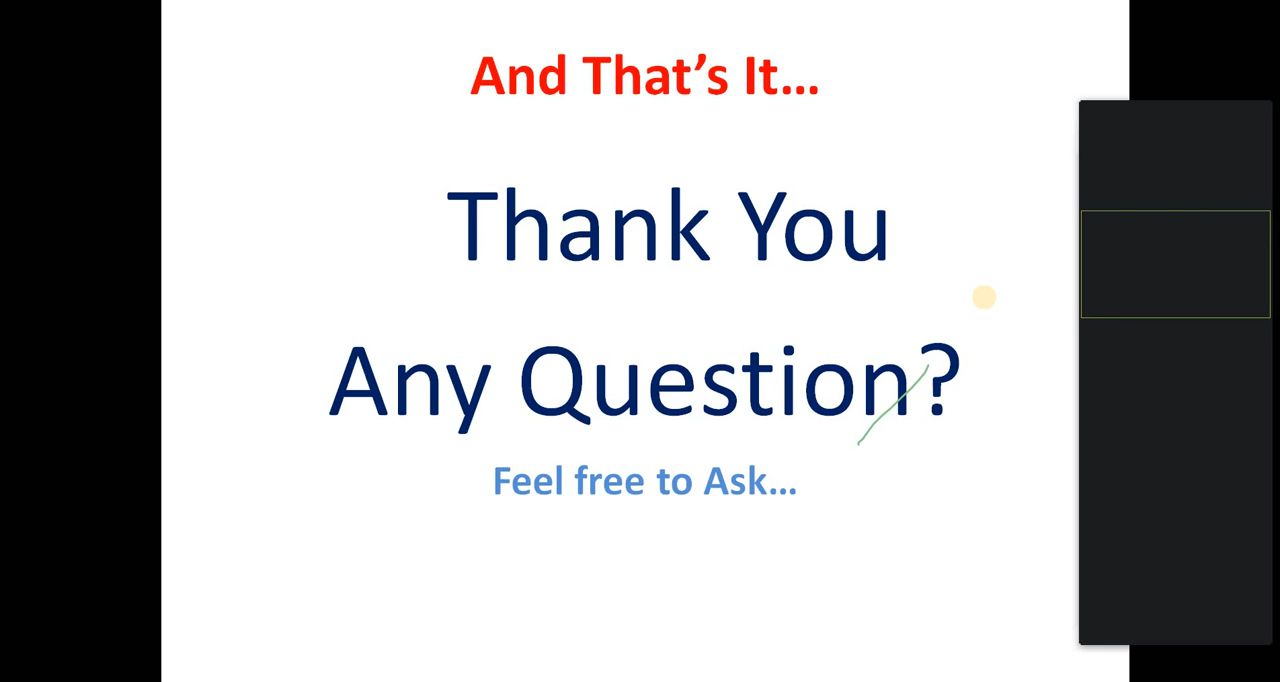 And That’s It…
Thank You
Any Question?
Feel free to Ask…